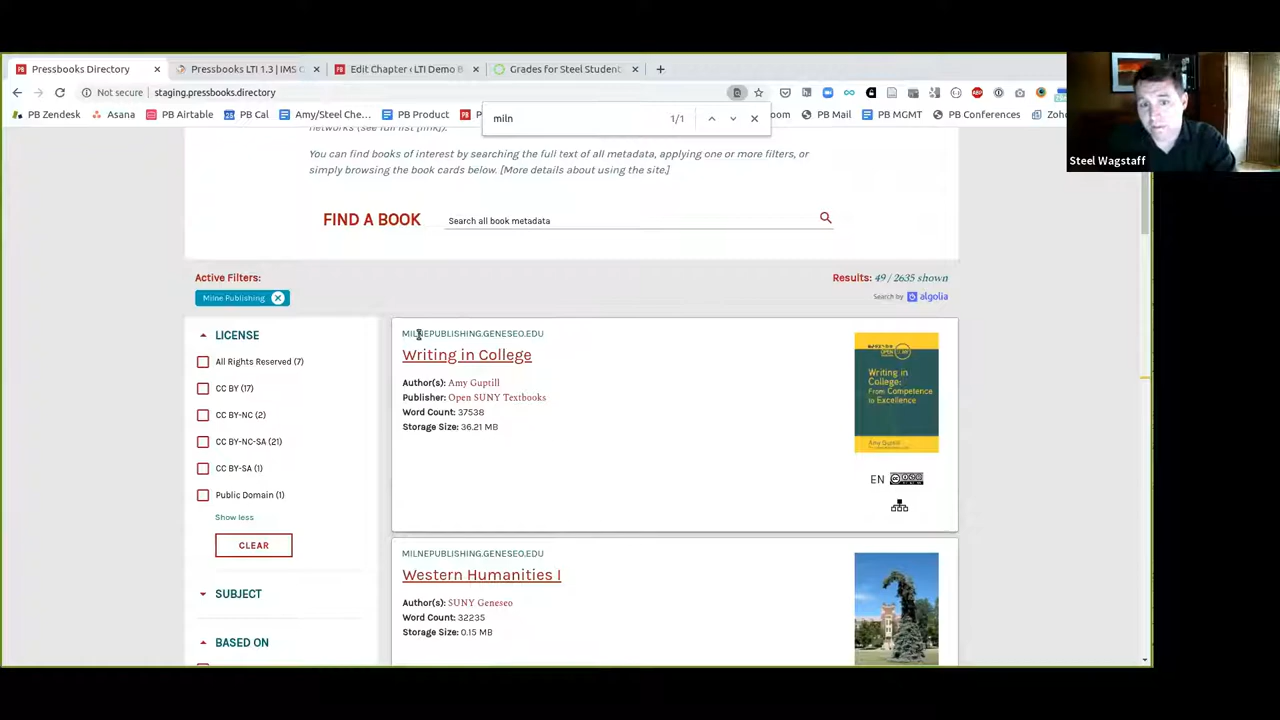 Pressbooks Directory
Pressbooks LTI 1.3 | IMS
Edit Chapter ‹ LTI Demo B
Grades for Steel Student
Not secure
staging.pressbooks.directory
PB Zendesk
Asana
PB Airtable
PB Cal
Amy/Steel Che...
PB Product
PB Mail
PB MGMT
PB Conferences
miln
1/1
Steel Wagstaff
networks (See full list [link]).
You can find books of interest by searching the full text of all metadata, applying one or more filters, or
simply browsing the book cards below. [More details about using the site.]
FIND A BOOK
Search all book metadata
Active Filters:
Results: 49 / 2635 shown
Milne Publishing
Search by algolia
LICENSE
All Rights Reserved (7)
CC BY (17)
CC BY-NC (2)
CC BY-NC-SA (21)
CC BY-SA (1)
Public Domain (1)
Show less
CLEAR
SUBJECT
BASED ON
MILNEPUBLISHING.GENESEO.EDU
Writing in College
Author(s): Amy Guptill
Publisher: Open SUNY Textbooks
Word Count: 37538
Storage Size: 36.21 MB
Writing in
College:
From Competence
to Excellence
Amy Guptill
EN
MILNEPUBLISHING.GENESEO.EDU
Western Humanities I
Author(s): SUNY Geneseo
Word Count: 32235
Storage Size: 0.15 MB